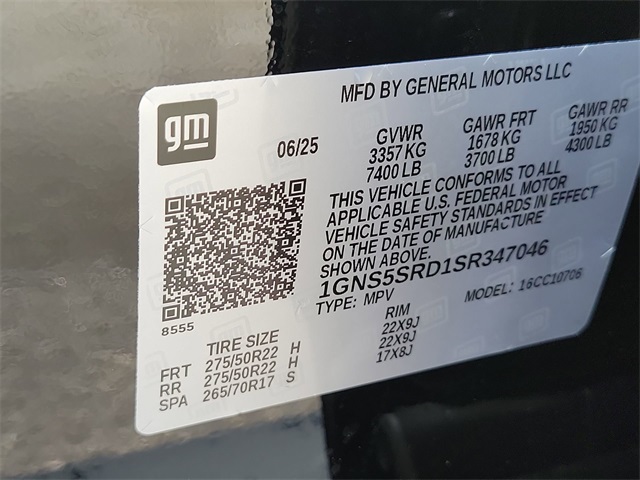 MFD BY GENERAL MOTORS LLC
gm
06/25
GVWR
3357 KG
7400 LB
GAWR FRT
1678 KG
3700 LB
GAWR RR
1950 KG
4300 LB
THIS VEHICLE CONFORMS TO ALL
APPLICABLE U.S. FEDERAL MOTOR
VEHICLE SAFETY STANDARDS IN EFFECT
ON THE DATE OF MANUFACTURE
SHOWN ABOVE.
1GNS5SRD1SR347046
TYPE: MPV
MODEL: 16CC10706
8555
TIRE SIZE
RIM
FRT 275/50R22 H 22X9J
RR 275/50R22 H 22X9J
SPA 265/70R17 S 17X8J